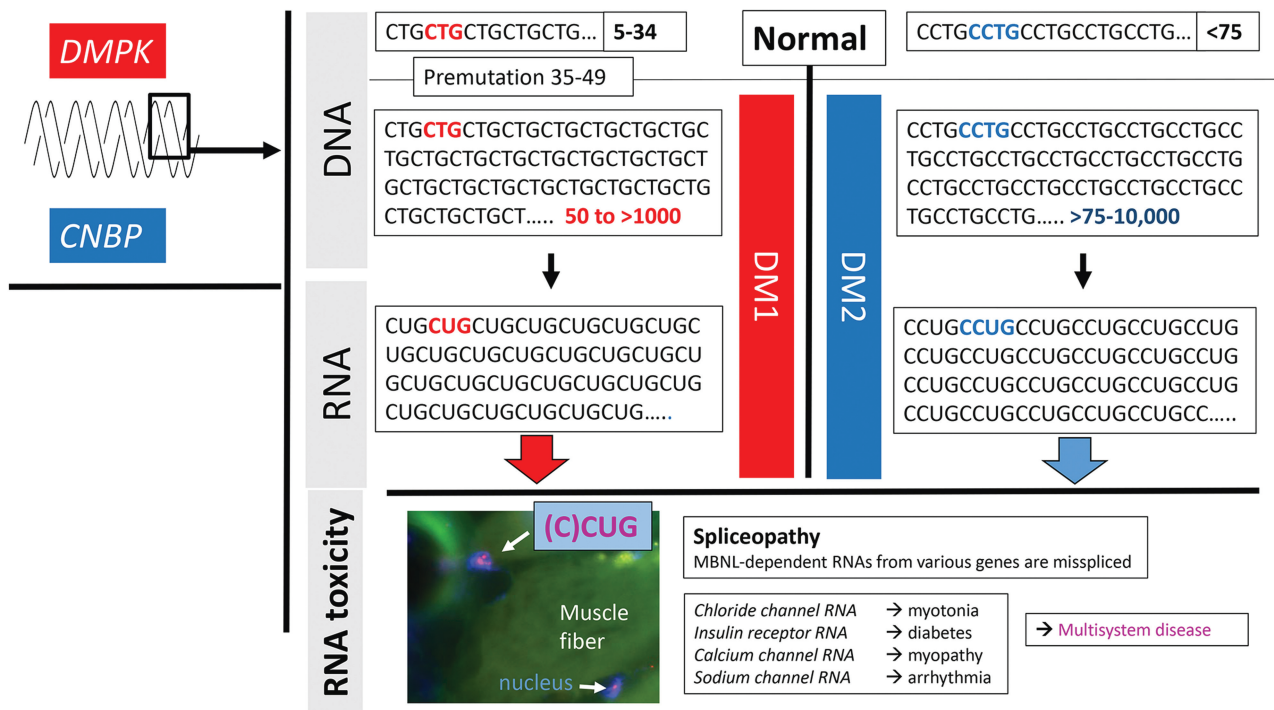 DMPK
CNBP
DNA
RNA
RNA toxicity
CTGCTGCTGCTGCTG... 5-34
Normal
CCTGCCTGCCTGCCTGCCTG... <75
Premutation 35-49
CTGCTGCTGCTGCTGCTGCTGCTGC
TGCTGCTGCTGCTGCTGCTGCTGCT
GCTGCTGCTGCTGCTGCTGCTGCTG
CTGCTGCTGCT..... 50 to >1000
DM1
DM2
CCTGCCTGCCTGCCTGCCTGCCTGCC
TGCCTGCCTGCCTGCCTGCCTGCCTG
CCTGCCTGCCTGCCTGCCTGCCTGCC
TGCCTGCCTG..... >75-10,000
CUGCUGCUGCUGCUGCUGCUGC
UGCUGCUGCUGCUGCUGCUGCU
GCUGCUGCUGCUGCUGCUGCUG
CUGCUGCUGCUGCUGCUG.....
CCUGCCUGCCUGCCUGCCUGCCUG
CCUGCCUGCCUGCCUGCCUGCCUG
CCUGCCUGCCUGCCUGCCUGCCUG
CCUGCCUGCCUGCCUGCCUGCC.....
(C)CUG
Muscle
fiber
nucleus
Spliceopathy
MBNL-dependent RNAs from various genes are misspliced
Chloride channel RNA → myotonia
Insulin receptor RNA → diabetes
Calcium channel RNA → myopathy
Sodium channel RNA → arrhythmia
→ Multisystem disease